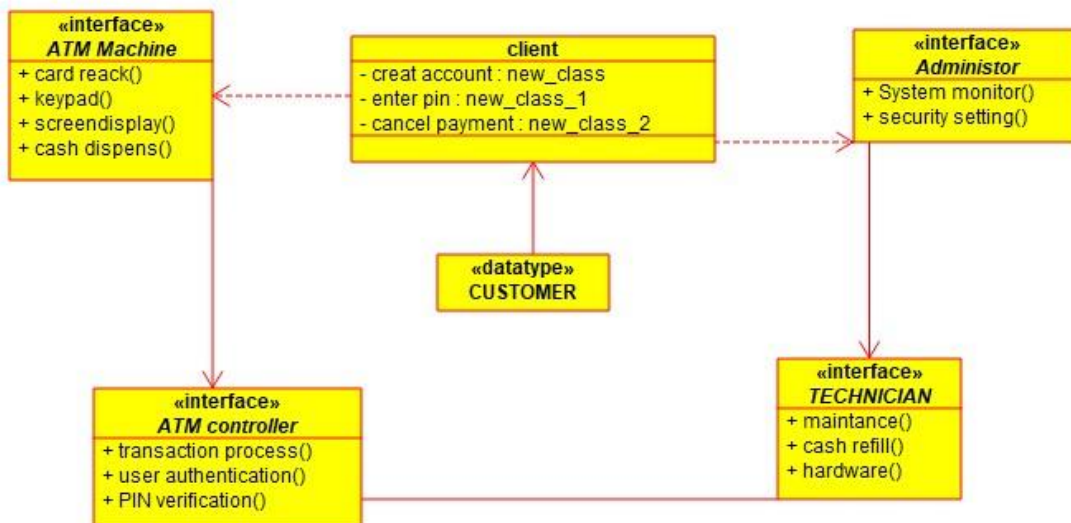 «interface»
ATM Machine
+ card reack()
+ keypad()
+ screendisplay()
+ cash dispens()
client
- creat account : new_class
- enter pin : new_class_1
- cancel payment : new_class_2
«interface»
Administor
+ System monitor()
+ security setting()
«datatype»
CUSTOMER
«interface»
ATM controller
+ transaction process()
+ user authentication()
+ PIN verification()
«interface»
TECHNICIAN
+ maintance()
+ cash refill()
+ hardware()